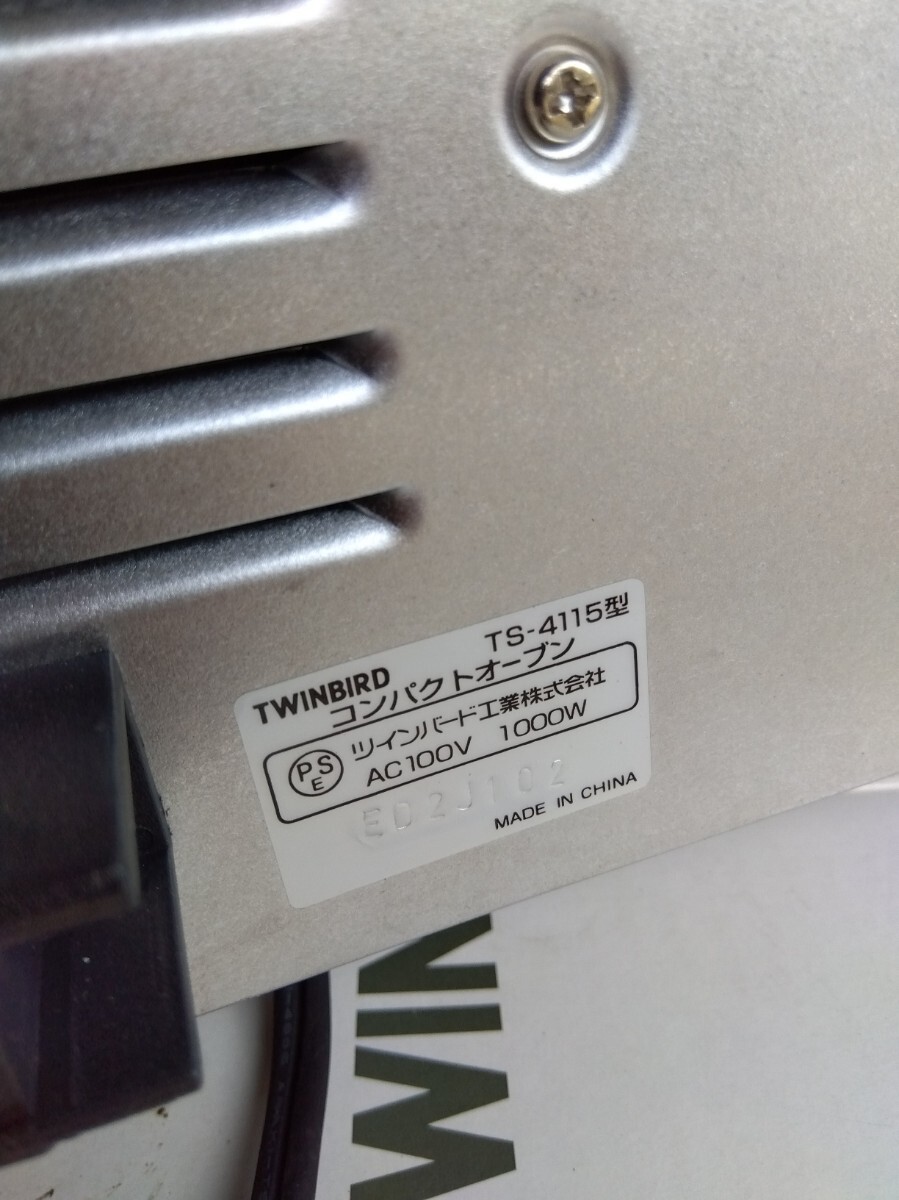 TWINBIRD TS-4115型
コンパクトオーブン
PSE ツインバード工業株式会社
AC100V 1000W
ED2J102
MADE IN CHINA
WIN